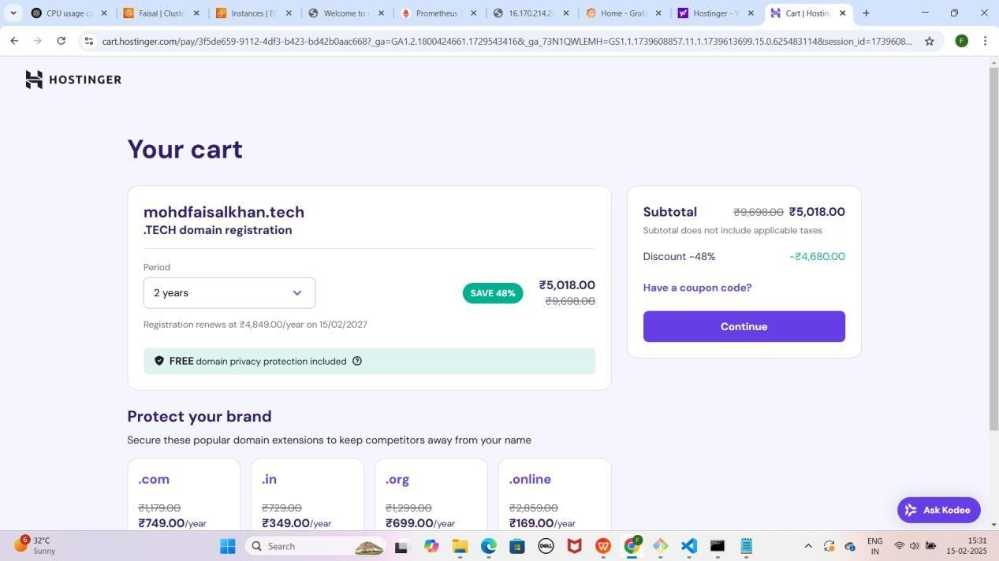 CPU usage ca
Faisal | Cluste
Instances | EC
Welcome to n
Prometheus T
16.170.214.22
Home - Grafa
Hostinger - Y
Cart | Hosting
cart.hostinger.com/pay/3f5de659-9112-4df3-b423-bd42b0aac668?_ga=GA1.2.1800424661.1729543416&_ga_73N1QWLEMH=GS1.1.1739608857.11.1.1739613699.15.0.625483114&session_id=1739608...
F
HOSTINGER
Your cart
mohdfaisalkhan.tech
.TECH domain registration
Period
2 years
SAVE 48%
₹5,018.00
₹9,698.00
Registration renews at ₹4,849.00/year on 15/02/2027
FREE domain privacy protection included
Subtotal ₹9,698.00 ₹5,018.00
Subtotal does not include applicable taxes
Discount -48% -₹4,680.00
Have a coupon code?
Continue
Protect your brand
Secure these popular domain extensions to keep competitors away from your name
.com
₹1,179.00
₹749.00/year
.in
₹729.00
₹349.00/year
.org
₹1,299.00
₹699.00/year
.online
₹2,859.00
₹169.00/year
Ask Kodee
6
32°C
Sunny
Search
DELL
F
ENG
IN
15:31
15-02-2025